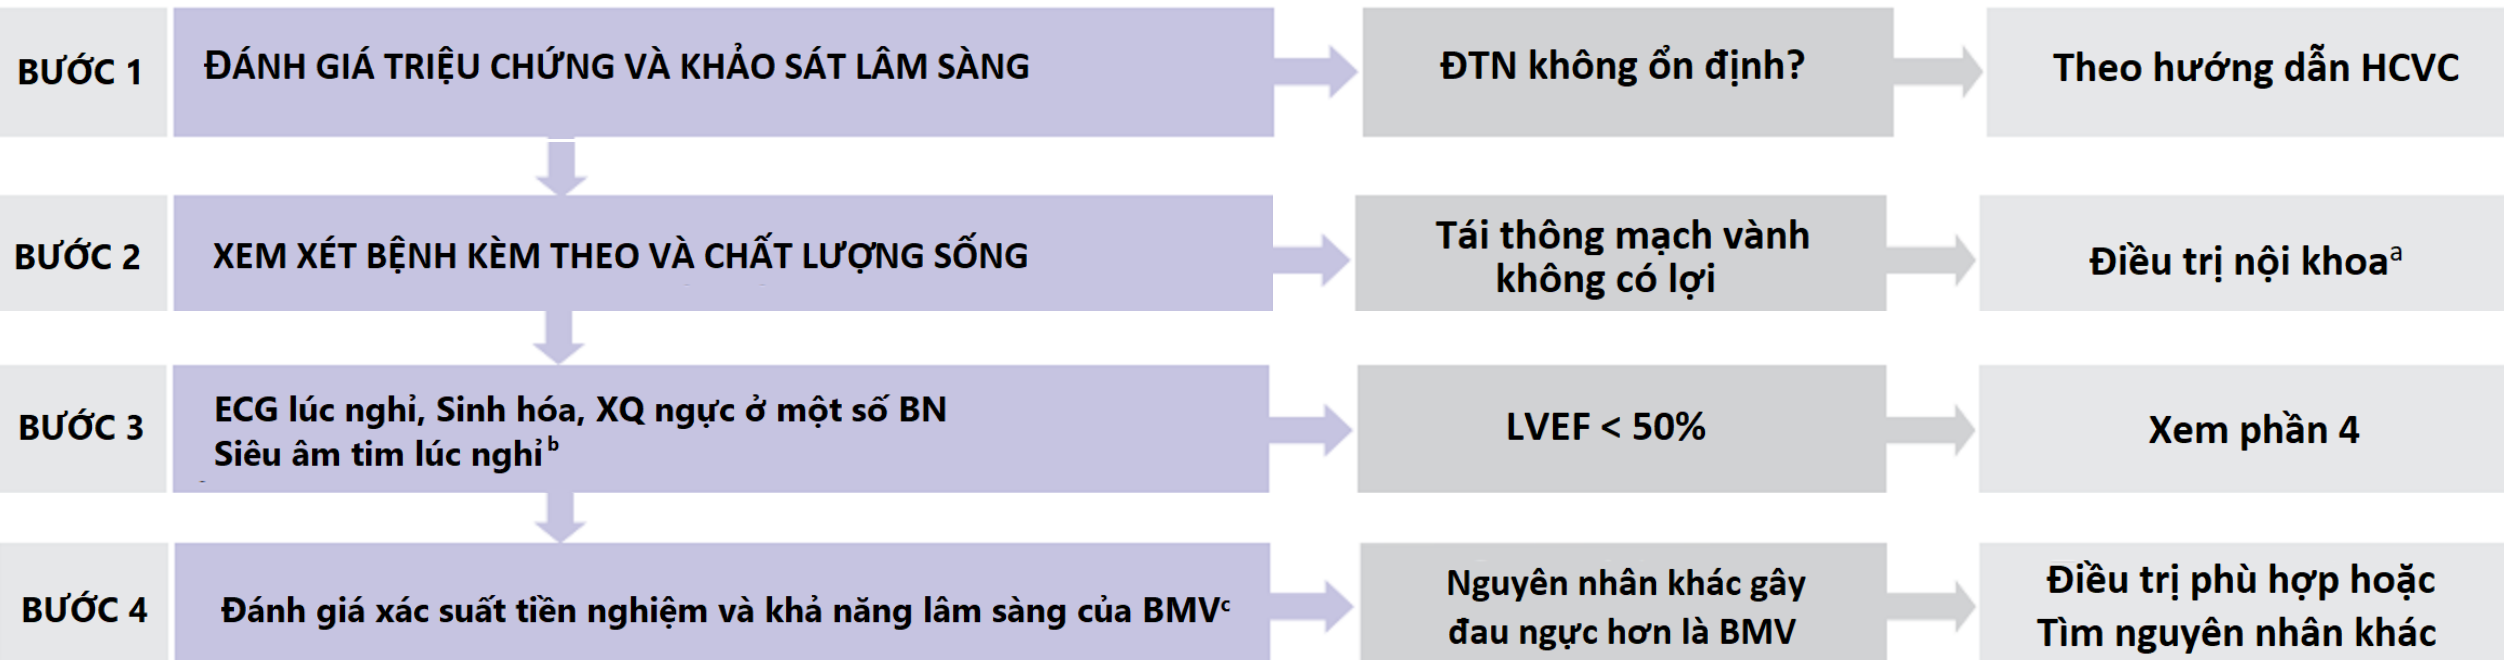 BƯỚC 1
ĐÁNH GIÁ TRIỆU CHỨNG VÀ KHẢO SÁT LÂM SÀNG
ĐTN không ổn định?
Theo hướng dẫn HCVC
BƯỚC 2
XEM XÉT BỆNH KÈM THEO VÀ CHẤT LƯỢNG SỐNG
Tái thông mạch vành
không có lợi
Điều trị nội khoaᵃ
BƯỚC 3
ECG lúc nghỉ, Sinh hóa, XQ ngực ở một số BN
Siêu âm tim lúc nghỉᵇ
LVEF < 50%
Xem phần 4
BƯỚC 4
Đánh giá xác suất tiền nghiệm và khả năng lâm sàng của BMVᶜ
Nguyên nhân khác gây
đau ngực hơn là BMV
Điều trị phù hợp hoặc
Tìm nguyên nhân khác